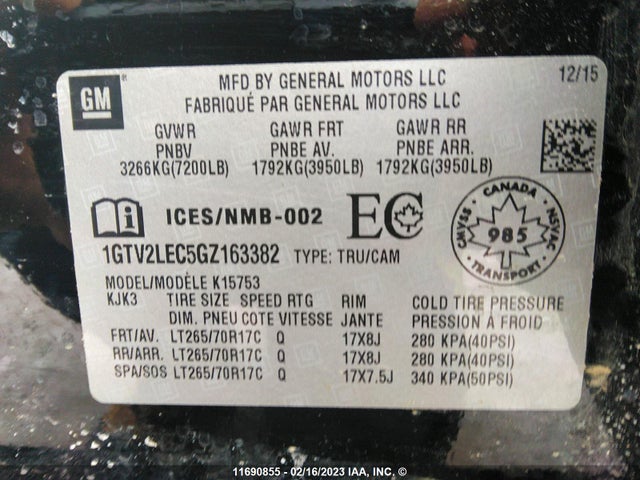 GM
MFD BY GENERAL MOTORS LLC
12/15
FABRIQUÉ PAR GENERAL MOTORS LLC
GVWR GAWR FRT GAWR RR
PNBV PNBE AV. PNBE ARR.
3266KG(7200LB) 1792KG(3950LB) 1792KG(3950LB)
ICES/NMB-002 EC
CANADA
CMVSS 985 NSVAC
TRANSPORT
1GTV2LEC5GZ163382 TYPE: TRU/CAM
MODEL/MODÈLE K15753
KJK3 TIRE SIZE SPEED RTG RIM COLD TIRE PRESSURE
DIM. PNEU COTE VITESSE JANTE PRESSION À FROID
FRT/AV. LT265/70R17C Q 17X8J 280 KPA(40PSI)
RR/ARR. LT265/70R17C Q 17X8J 280 KPA(40PSI)
SPA/SOS LT265/70R17C Q 17X7.5J 340 KPA(50PSI)
11690855 - 02/16/2023 IAA, INC. ©